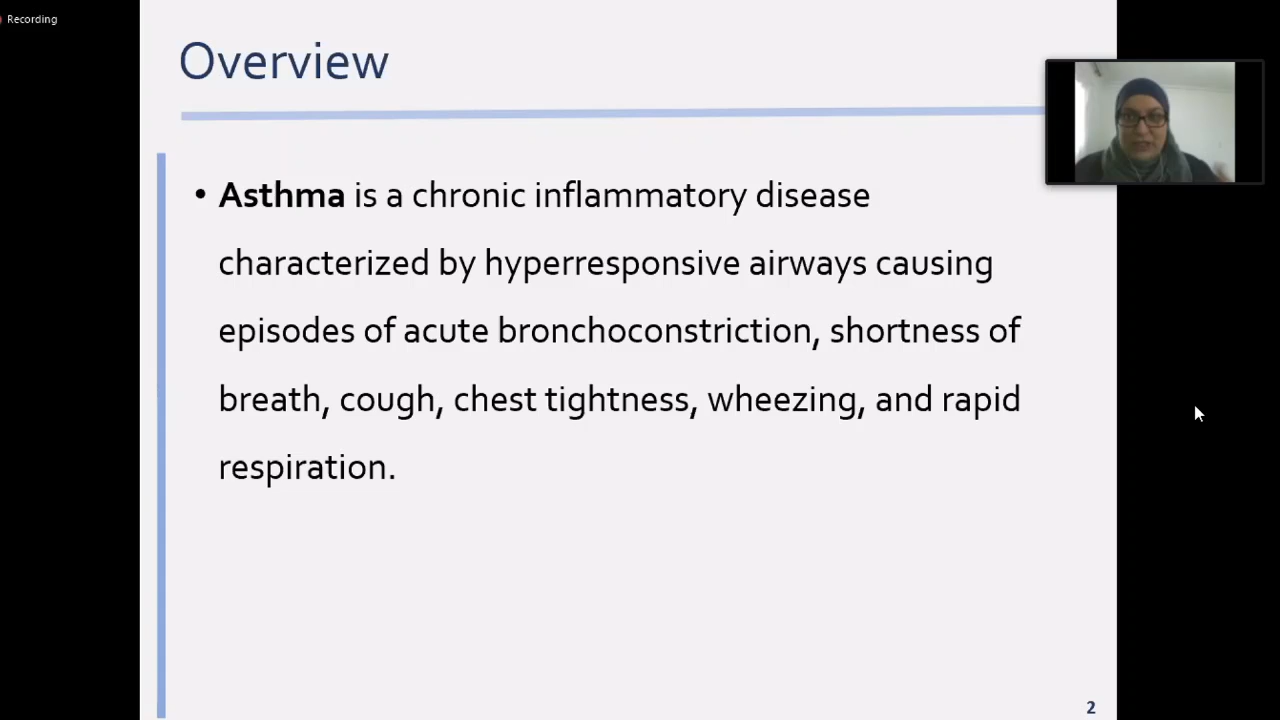 Recording
Overview
• Asthma is a chronic inflammatory disease
characterized by hyperresponsive airways causing
episodes of acute bronchoconstriction, shortness of
breath, cough, chest tightness, wheezing, and rapid
respiration.
2